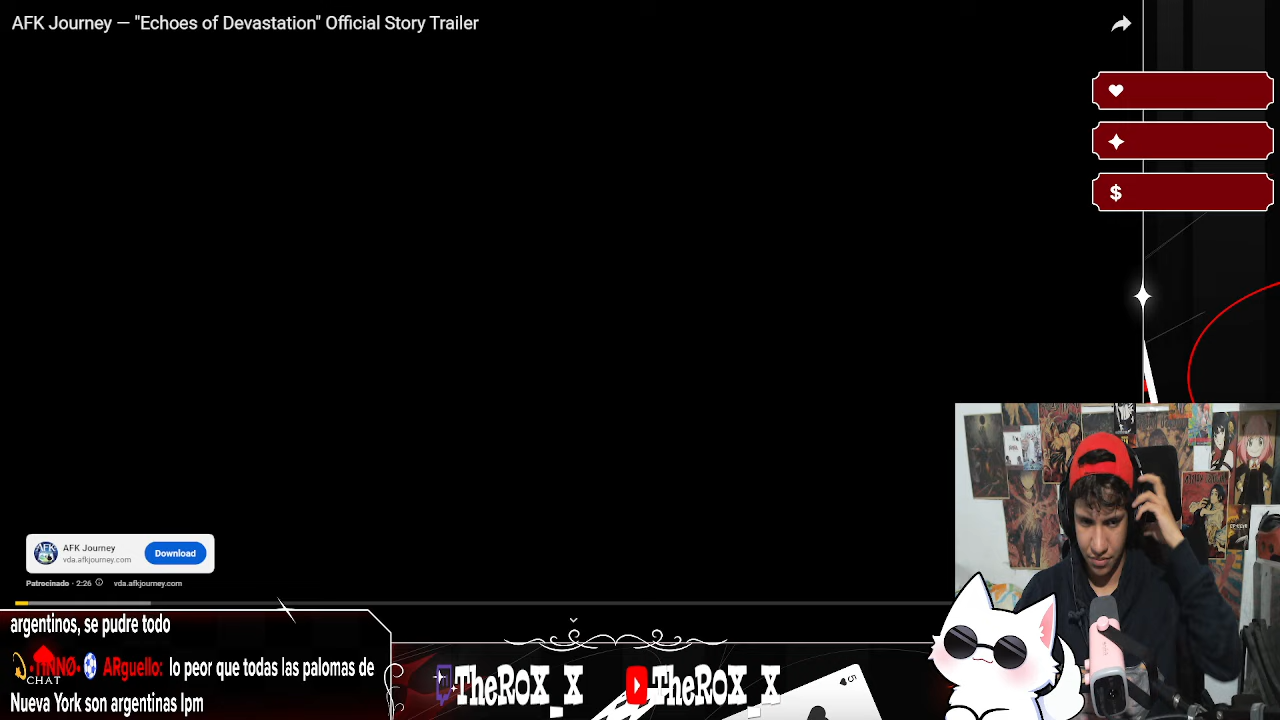 AFK Journey — "Echoes of Devastation" Official Story Trailer
$
AFK Journey
vda.afkjourney.com
Download
Patrocinado · 2:26 vda.afkjourney.com
argentinos, se pudre todo
ARguello: lo peor que todas las palomas de
CHAT
Nueva York son argentinas lpm
TheROX_X
TheROX_X
5